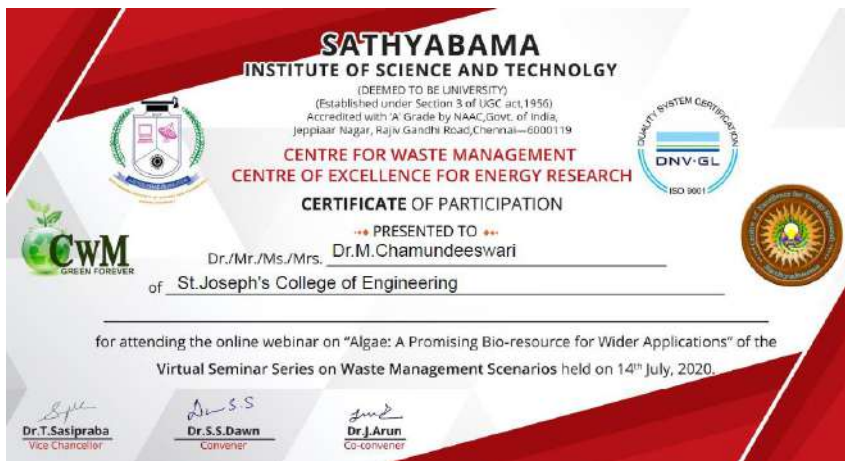 SATHYABAMA
INSTITUTE OF SCIENCE AND TECHNOLGY
(DEEMED TO BE UNIVERSITY)
(Established under Section 3 of UGC act,1956)
Accredited with 'A' Grade by NAAC,Govt. of India,
Jeppiaar Nagar, Rajiv Gandhi Road,Chennai—6000119
QUALITY SYSTEM CERTIFICATION
DNV·GL
ISO 9001
CENTRE FOR WASTE MANAGEMENT
CENTRE OF EXCELLENCE FOR ENERGY RESEARCH
CERTIFICATE OF PARTICIPATION
PRESENTED TO
CWM
GREEN FOREVER
Dr./Mr./Ms./Mrs. Dr.M.Chamundeeswari
of St.Joseph's College of Engineering
for attending the online webinar on "Algae: A Promising Bio-resource for Wider Applications" of the
Virtual Seminar Series on Waste Management Scenarios held on 14th July, 2020.
Dr.T.Sasipraba
Vice Chancellor
Dr.S.S.Dawn
Convener
Dr.J.Arun
Co-convener